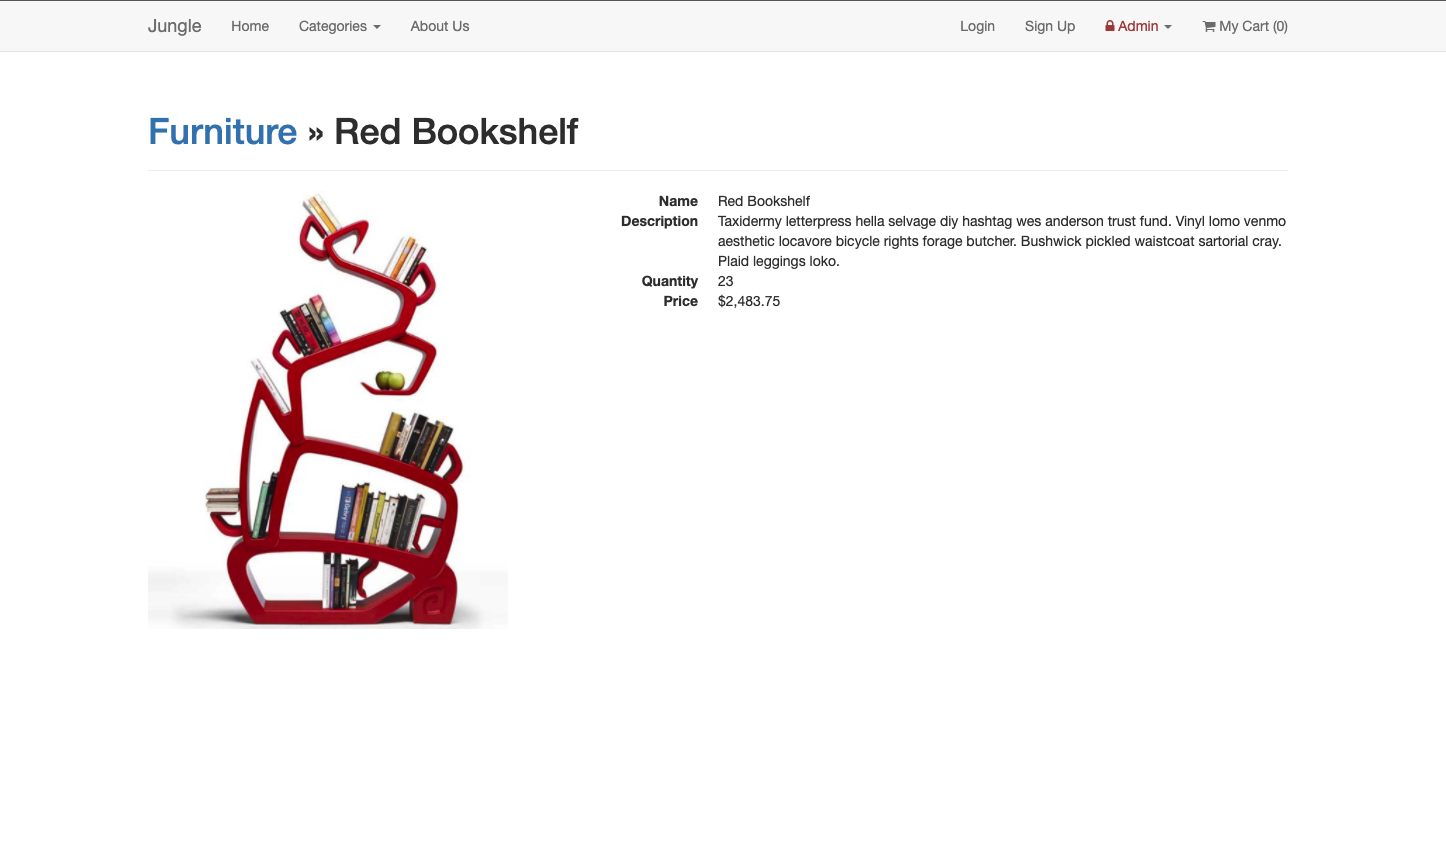 Jungle Home Categories About Us Login Sign Up Admin My Cart (0)
Furniture » Red Bookshelf
Name Red Bookshelf
Description Taxidermy letterpress hella selvage diy hashtag wes anderson trust fund. Vinyl lomo venmo
aesthetic locavore bicycle rights forage butcher. Bushwick pickled waistcoat sartorial cray.
Plaid leggings loko.
Quantity 23
Price $2,483.75